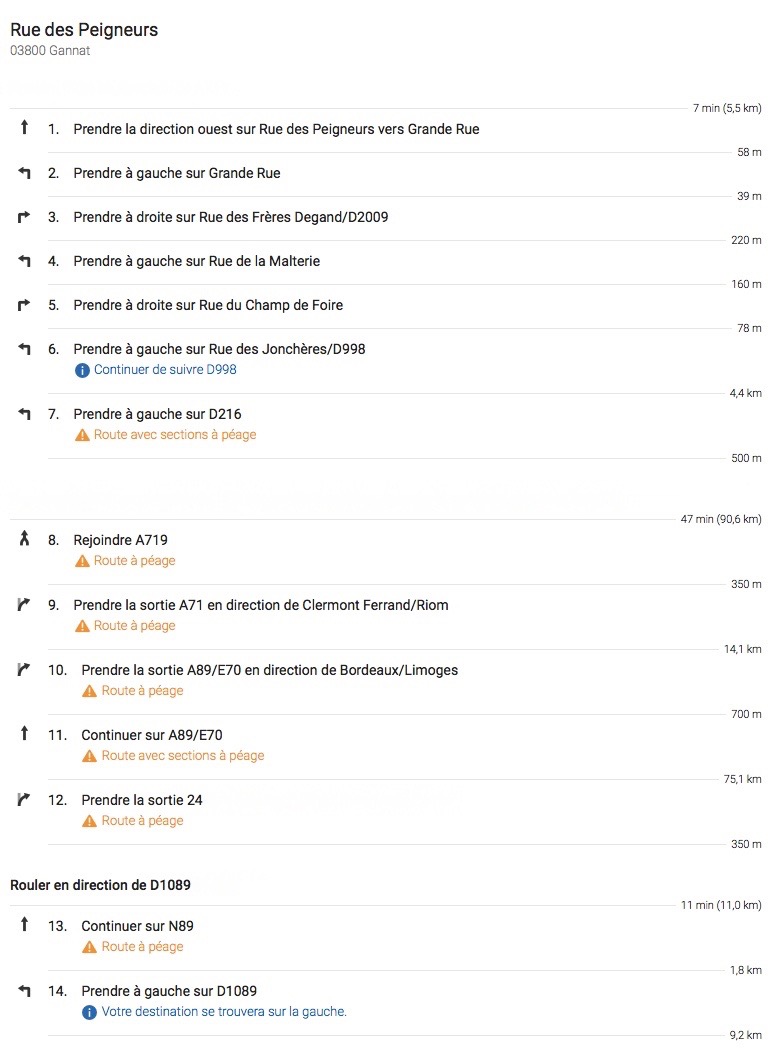 Rue des Peigneurs
03800 Gannat
7 min (5,5 km)
1. Prendre la direction ouest sur Rue des Peigneurs vers Grande Rue
58 m
2. Prendre à gauche sur Grande Rue
39 m
3. Prendre à droite sur Rue des Frères Degand/D2009
220 m
4. Prendre à gauche sur Rue de la Malterie
160 m
5. Prendre à droite sur Rue du Champ de Foire
78 m
6. Prendre à gauche sur Rue des Jonchères/D998
Continuer de suivre D998
4,4 km
7. Prendre à gauche sur D216
Route avec sections à péage
500 m
47 min (90,6 km)
8. Rejoindre A719
Route à péage
350 m
9. Prendre la sortie A71 en direction de Clermont Ferrand/Riom
Route à péage
14,1 km
10. Prendre la sortie A89/E70 en direction de Bordeaux/Limoges
Route à péage
700 m
11. Continuer sur A89/E70
Route avec sections à péage
75,1 km
12. Prendre la sortie 24
Route à péage
350 m
Rouler en direction de D1089
11 min (11,0 km)
13. Continuer sur N89
Route à péage
1,8 km
14. Prendre à gauche sur D1089
Votre destination se trouvera sur la gauche.
9,2 km